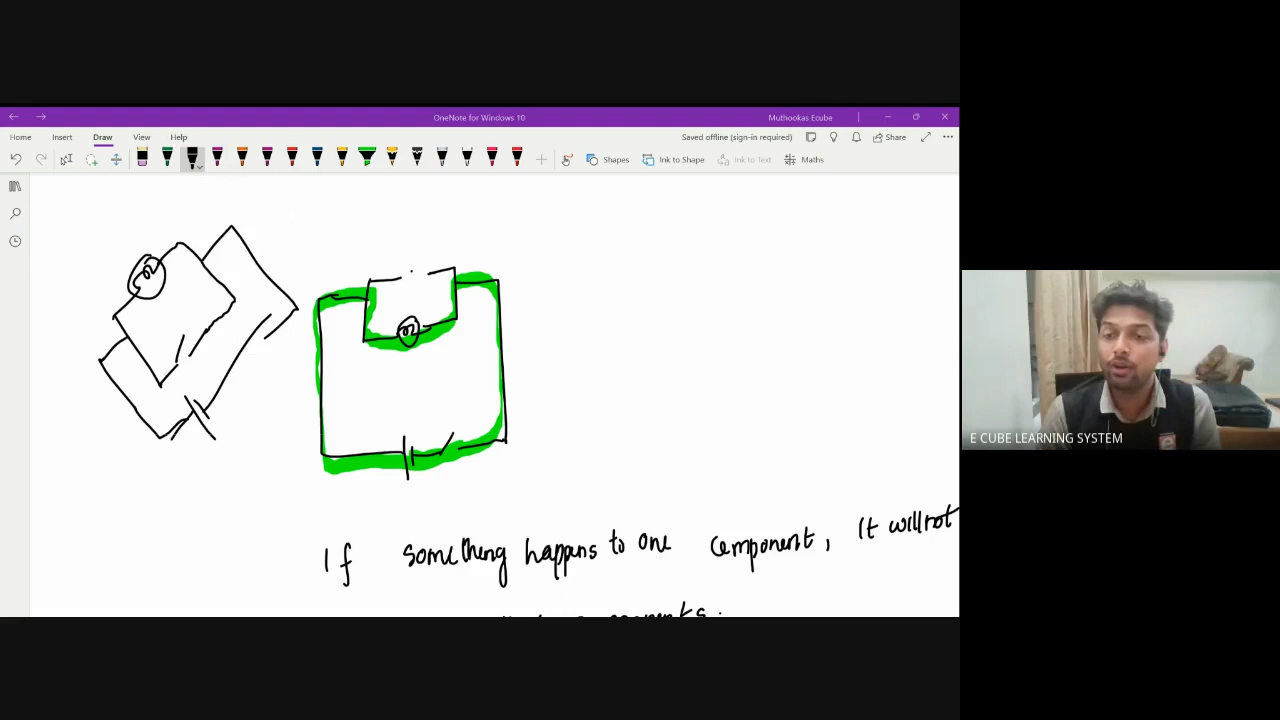 OneNote for Windows 10
Muthookas Ecube
Home Insert Draw View Help
Saved offline (sign-in required)
Share
Shapes
Ink to Shape
Ink to Text
Maths
E CUBE LEARNING SYSTEM
If something happens to one component, it will not